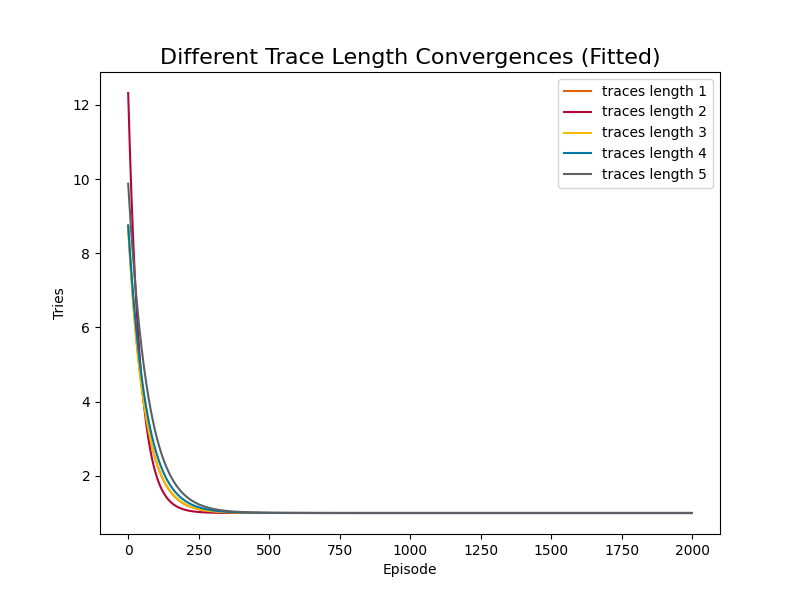 Different Trace Length Convergences (Fitted)
traces length 1
traces length 2
traces length 3
traces length 4
traces length 5
12
10
8
6
4
2
Tries
0 250 500 750 1000 1250 1500 1750 2000
Episode